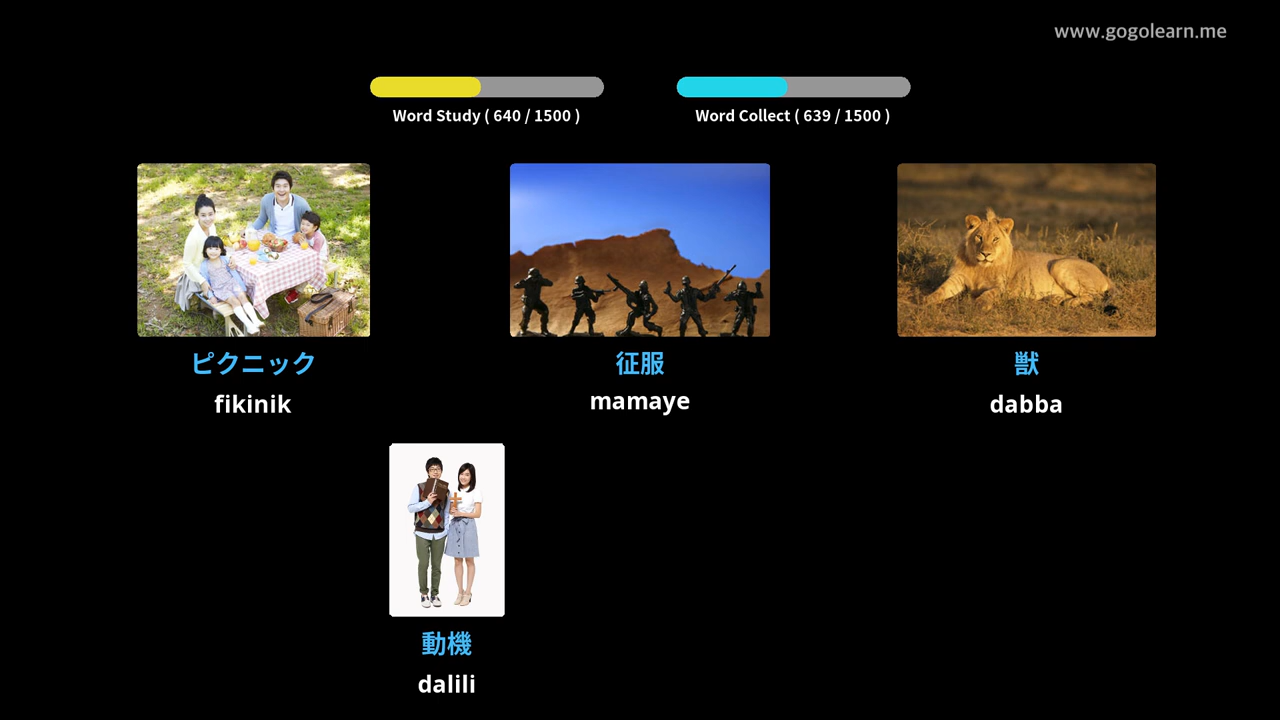 www.gogolearn.me
Word Study ( 640 / 1500 )
Word Collect ( 639 / 1500 )
ピクニック
fikinik
征服
mamaye
獣
dabba
動機
dalili